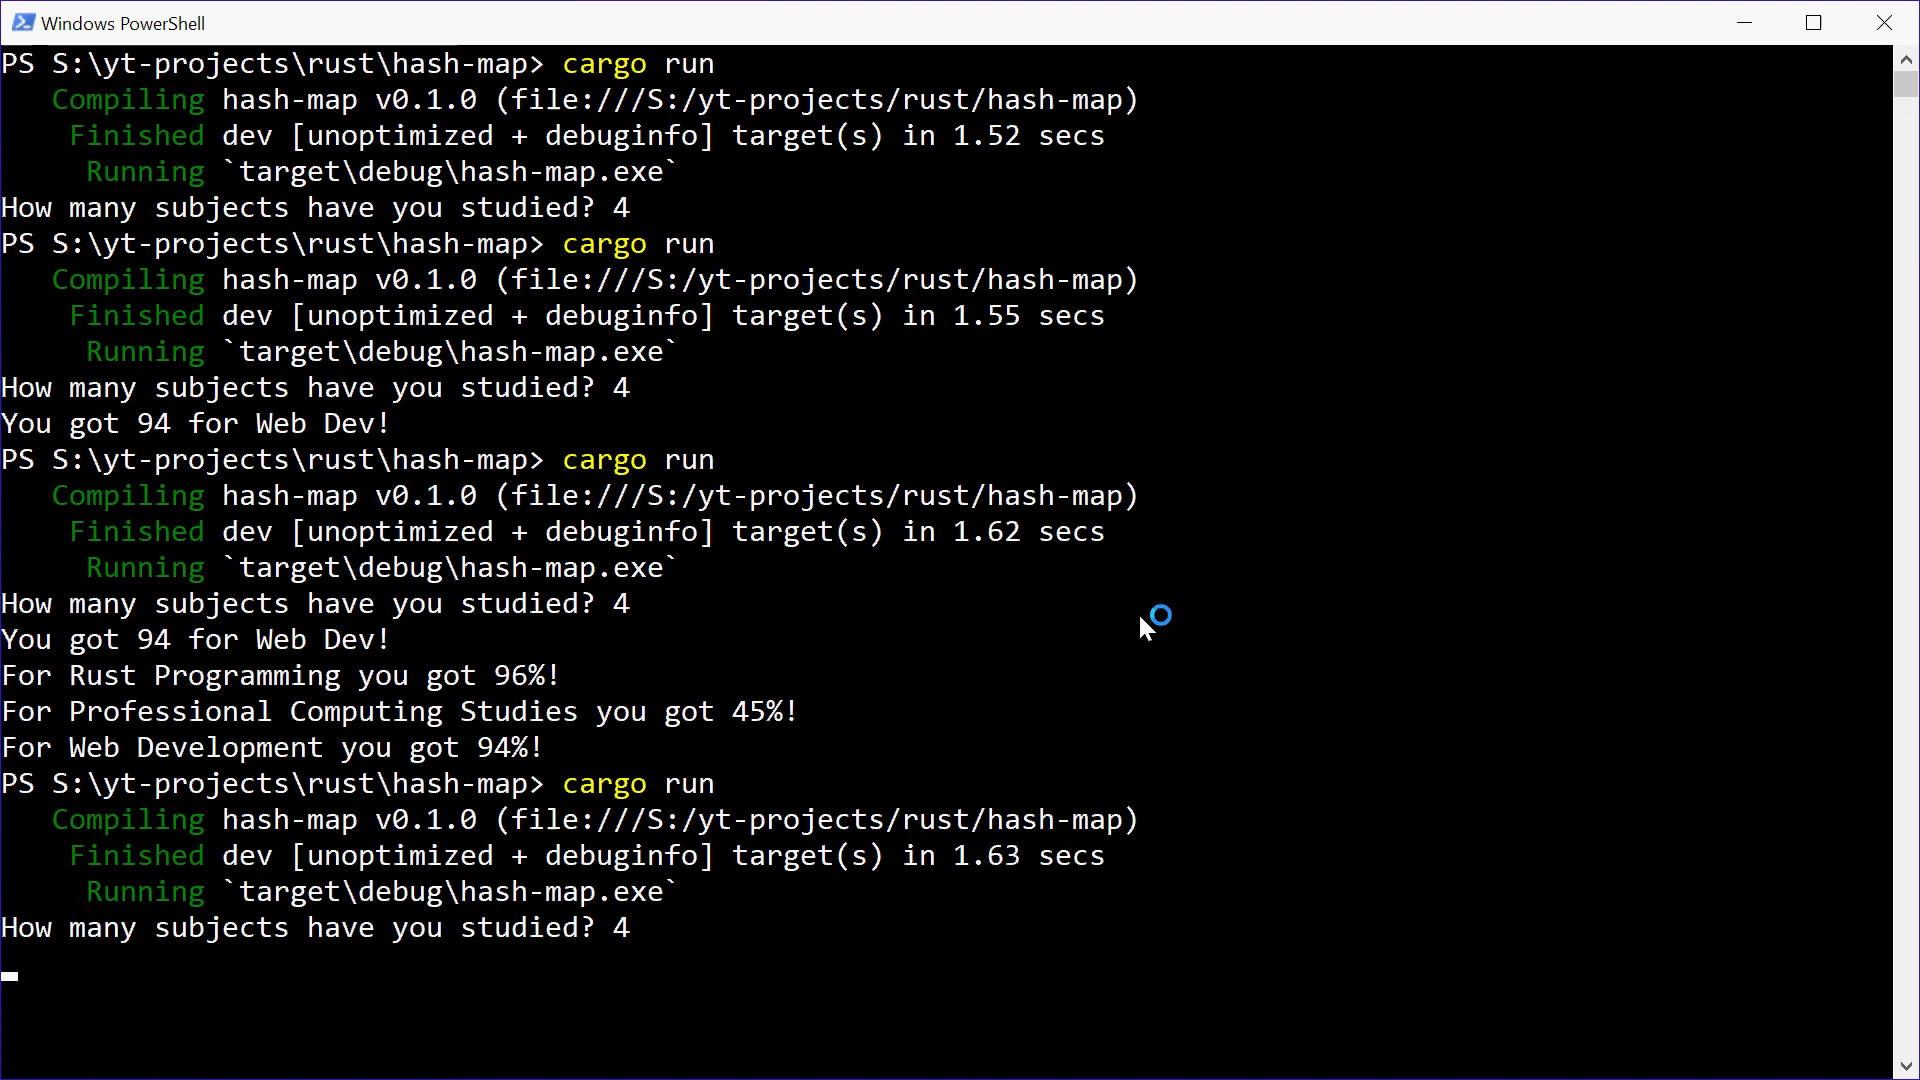 Windows PowerShell
PS S:\yt-projects\rust\hash-map> cargo run
   Compiling hash-map v0.1.0 (file:///S:/yt-projects/rust/hash-map)
    Finished dev [unoptimized + debuginfo] target(s) in 1.52 secs
     Running `target\debug\hash-map.exe`
How many subjects have you studied? 4
PS S:\yt-projects\rust\hash-map> cargo run
   Compiling hash-map v0.1.0 (file:///S:/yt-projects/rust/hash-map)
    Finished dev [unoptimized + debuginfo] target(s) in 1.55 secs
     Running `target\debug\hash-map.exe`
How many subjects have you studied? 4
You got 94 for Web Dev!
PS S:\yt-projects\rust\hash-map> cargo run
   Compiling hash-map v0.1.0 (file:///S:/yt-projects/rust/hash-map)
    Finished dev [unoptimized + debuginfo] target(s) in 1.62 secs
     Running `target\debug\hash-map.exe`
How many subjects have you studied? 4
You got 94 for Web Dev!
For Rust Programming you got 96%!
For Professional Computing Studies you got 45%!
For Web Development you got 94%!
PS S:\yt-projects\rust\hash-map> cargo run
   Compiling hash-map v0.1.0 (file:///S:/yt-projects/rust/hash-map)
    Finished dev [unoptimized + debuginfo] target(s) in 1.63 secs
     Running `target\debug\hash-map.exe`
How many subjects have you studied? 4